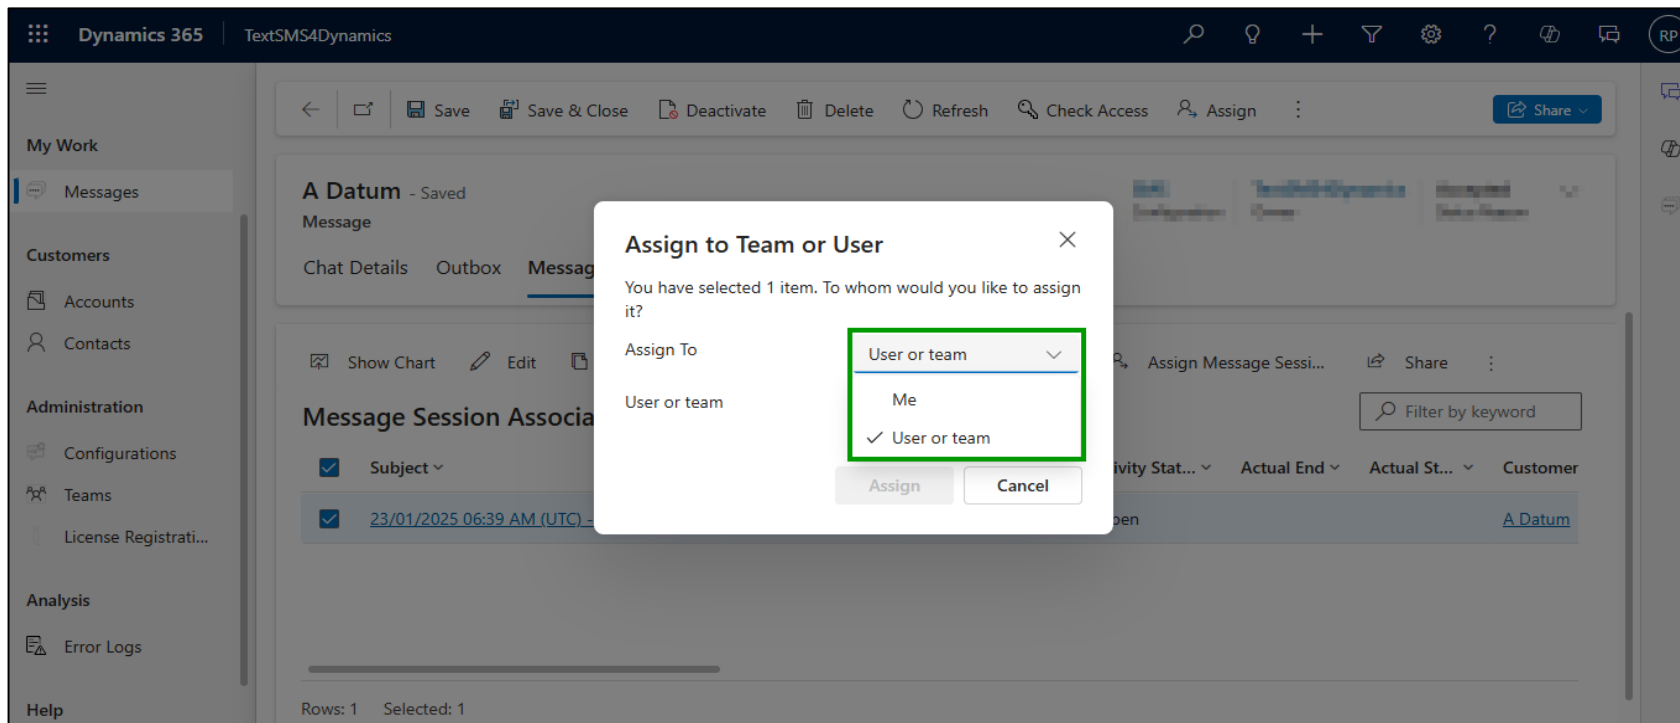 Dynamics 365
TextSMS4Dynamics
RP
Save
Save & Close
Deactivate
Delete
Refresh
Check Access
Assign
Share
My Work
Messages
Customers
Accounts
Contacts
Administration
Configurations
Teams
License Registrati...
Analysis
Error Logs
Help
A Datum - Saved
Message
Chat Details
Outbox
Messag
Assign to Team or User
You have selected 1 item. To whom would you like to assign
it?
Assign To
User or team
Me
User or team
User or team
Assign
Cancel
Show Chart
Edit
Assign Message Sessi...
Share
Message Session Associa
Filter by keyword
Subject
ivity Stat...
Actual End
Actual St...
Customer
23/01/2025 06:39 AM (UTC) -
pen
A Datum
Rows: 1
Selected: 1